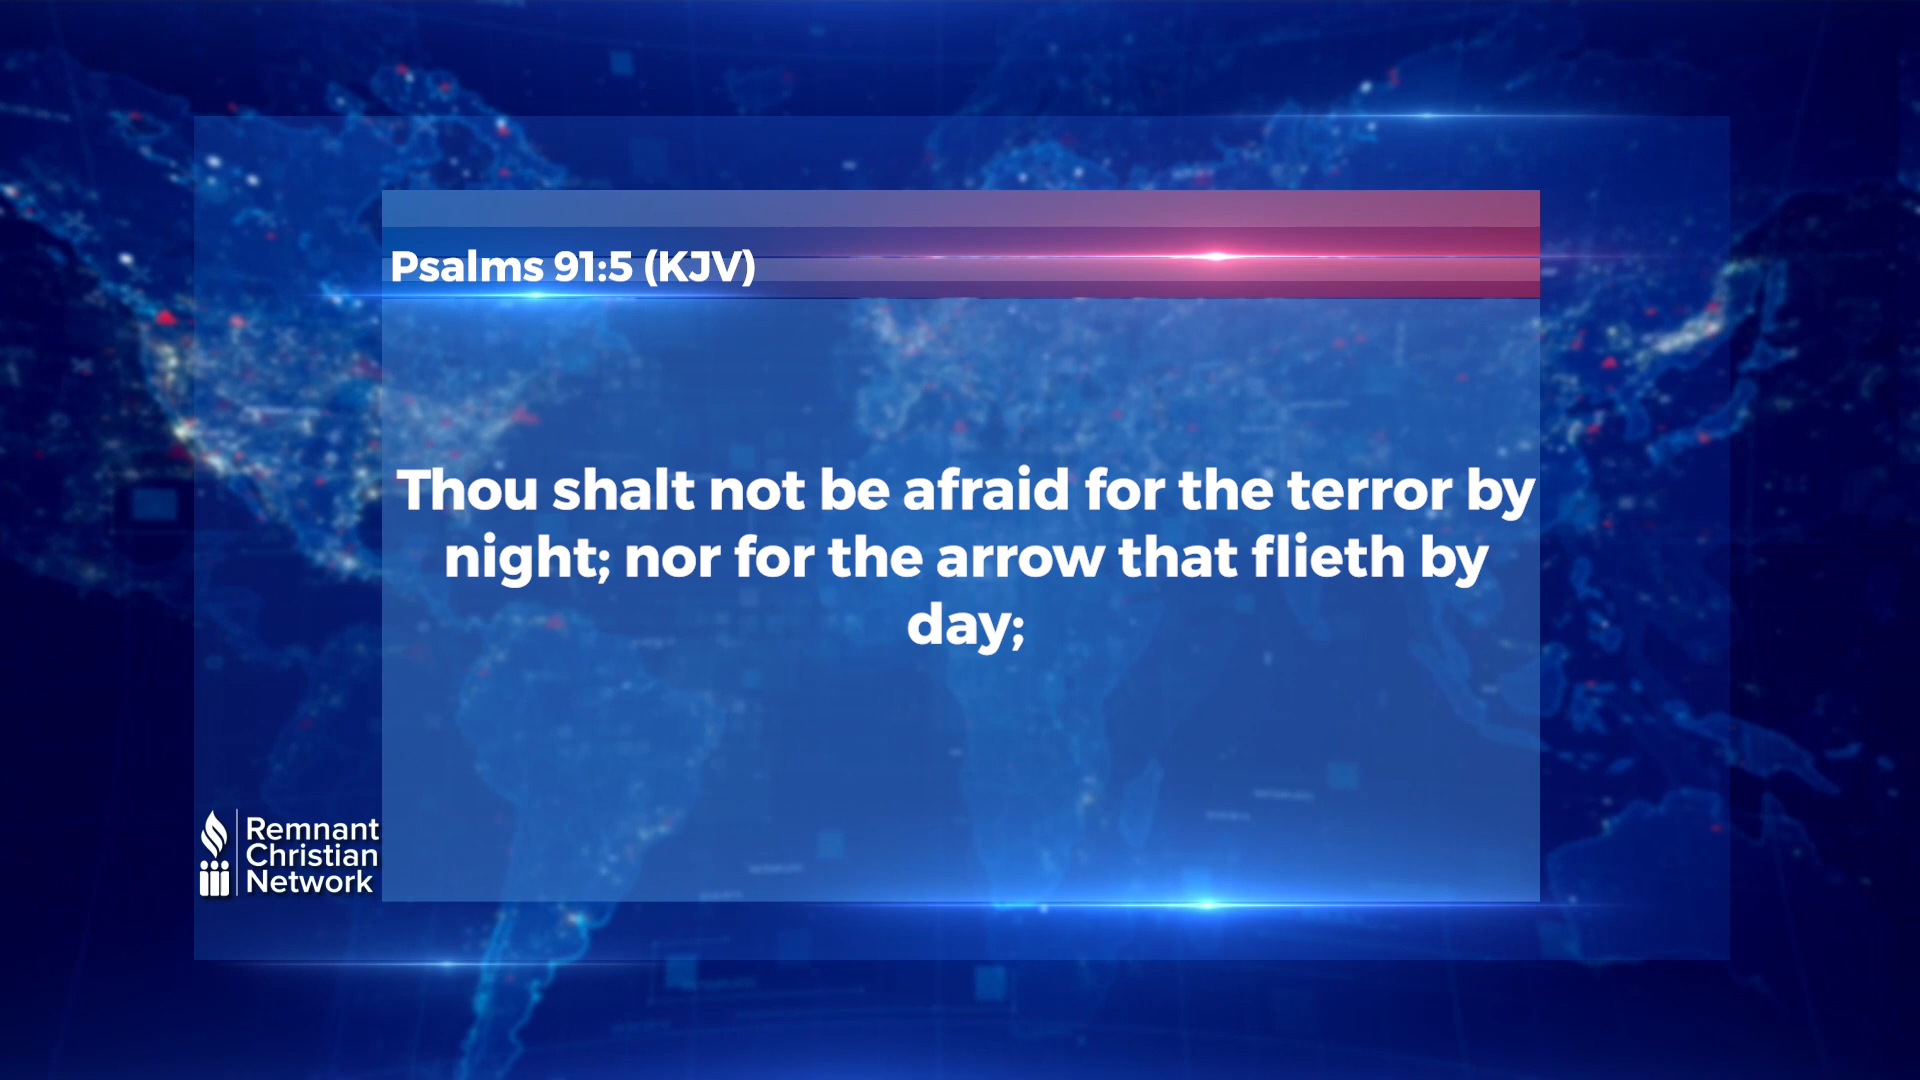 Psalms 91:5 (KJV)
Thou shalt not be afraid for the terror by
night; nor for the arrow that flieth by
day;
Remnant
Christian
Network